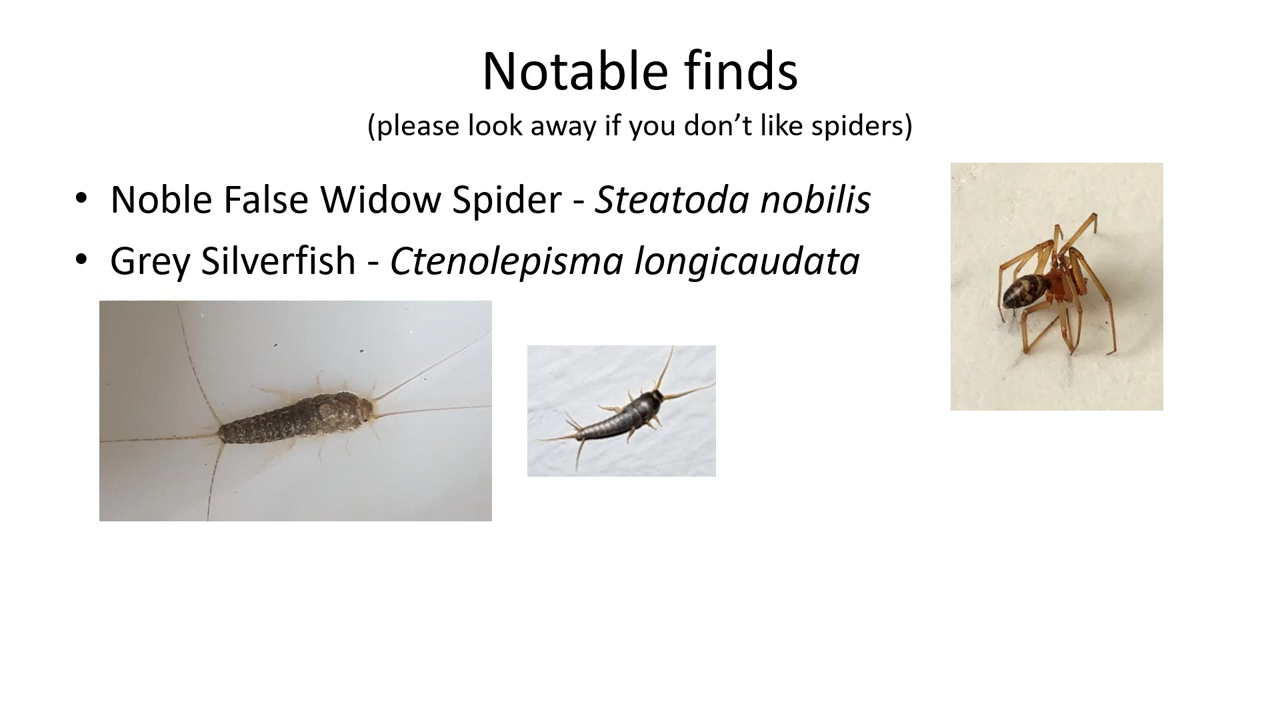 Notable finds
(please look away if you don’t like spiders)
• Noble False Widow Spider - Steatoda nobilis
• Grey Silverfish - Ctenolepisma longicaudata